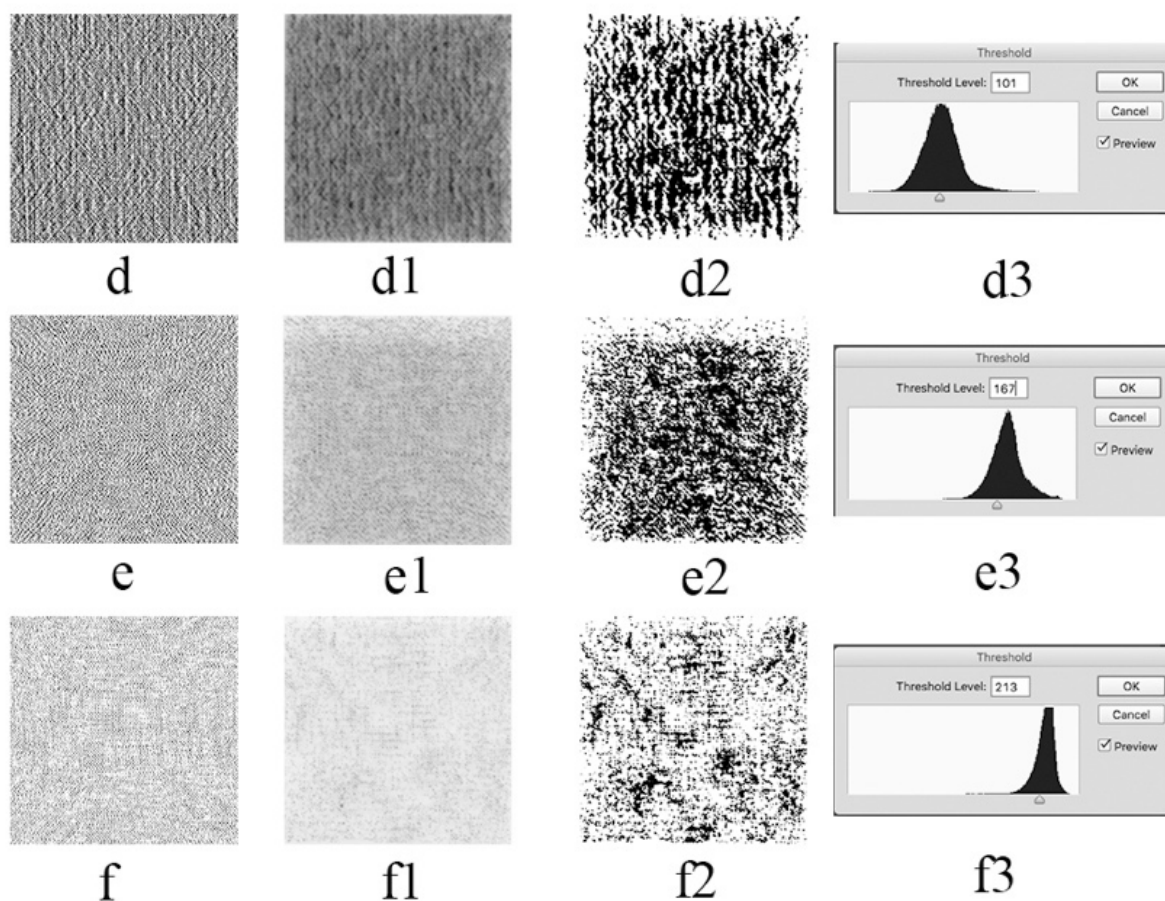 Threshold
Threshold Level: 101
OK
Cancel
Preview
d
d1
d2
d3
Threshold
Threshold Level: 167
OK
Cancel
Preview
e
e1
e2
e3
Threshold
Threshold Level: 213
OK
Cancel
Preview
f
f1
f2
f3